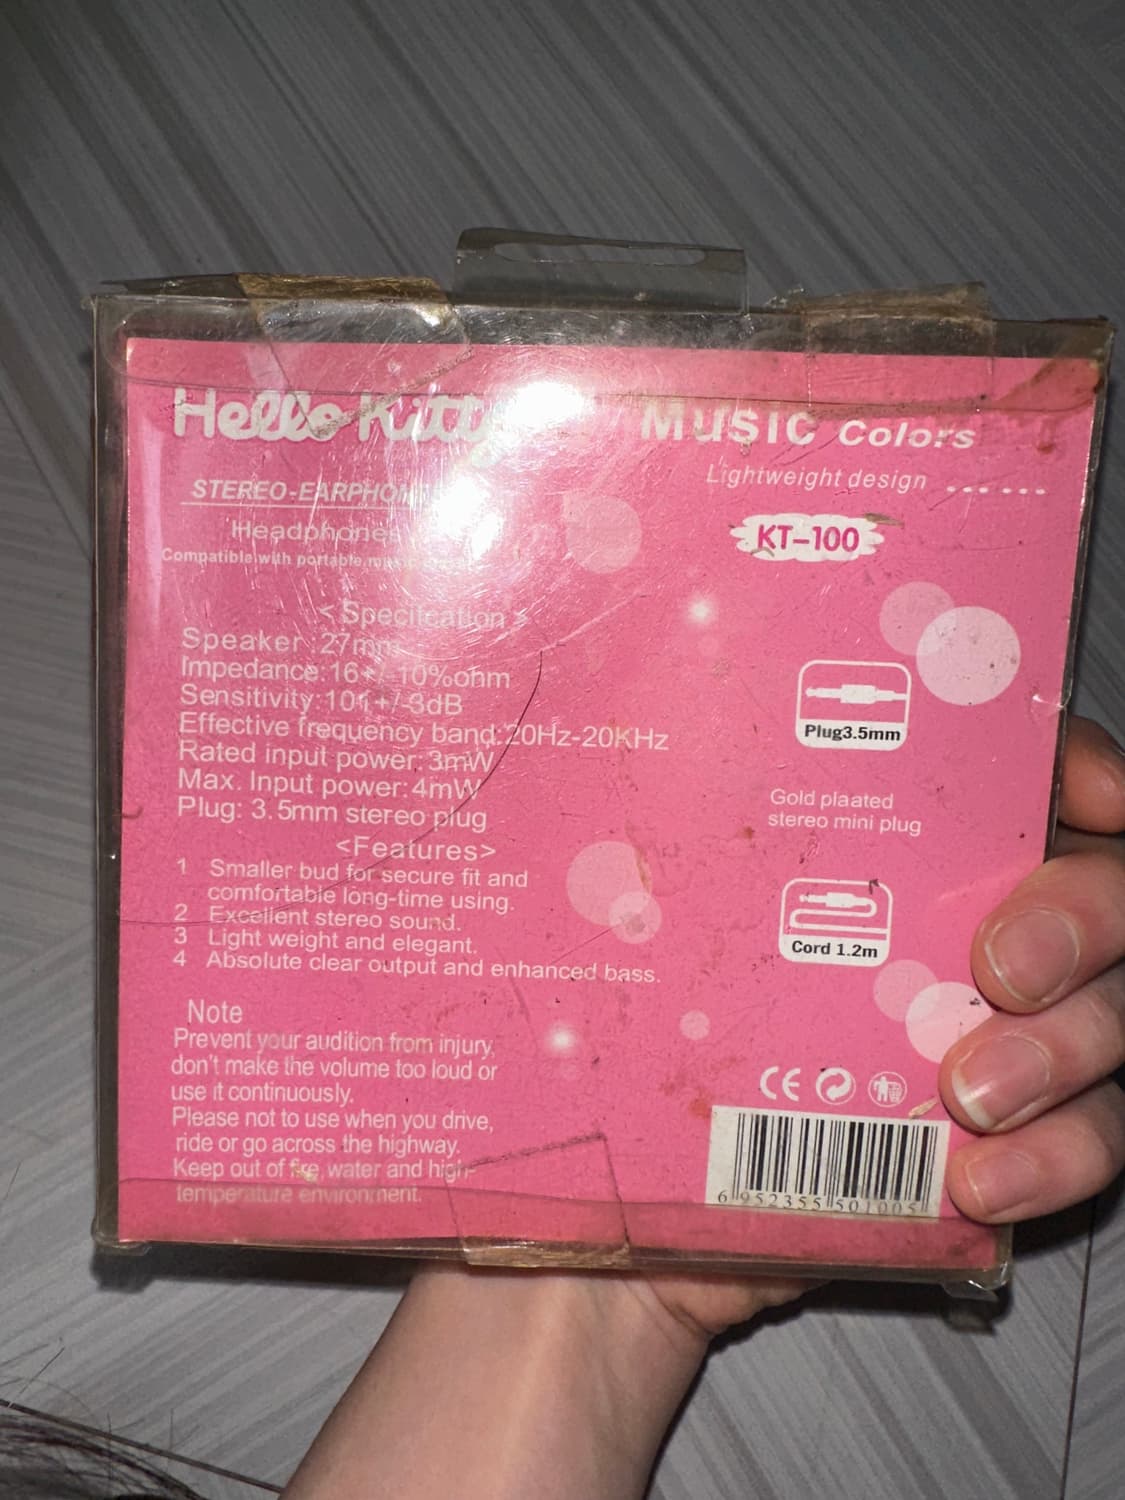 Hello Kitty
STEREO-EARPHONE
Headphones
Compatible with portable music
Music Colors
Lightweight design ......
KT-100
<Specification>
Speaker:27mm
Impedance:16+/-10%ohm
Sensitivity:101+/-3dB
Effective frequency band:20Hz-20KHz
Rated input power:3mW
Max. Input power:4mW
Plug: 3.5mm stereo plug
<Features>
1 Smaller bud for secure fit and
comfortable long-time using.
2 Excellent stereo sound.
3 Light weight and elegant.
4 Absolute clear output and enhanced bass.
Note
Prevent your audition from injury,
don't make the volume too loud or
use it continuously.
Please not to use when you drive,
ride or go across the highway.
Keep out of fire, water and high-
temperature environment.
Plug3.5mm
Gold plaated
stereo mini plug
Cord 1.2m
CE
6 952355 501005